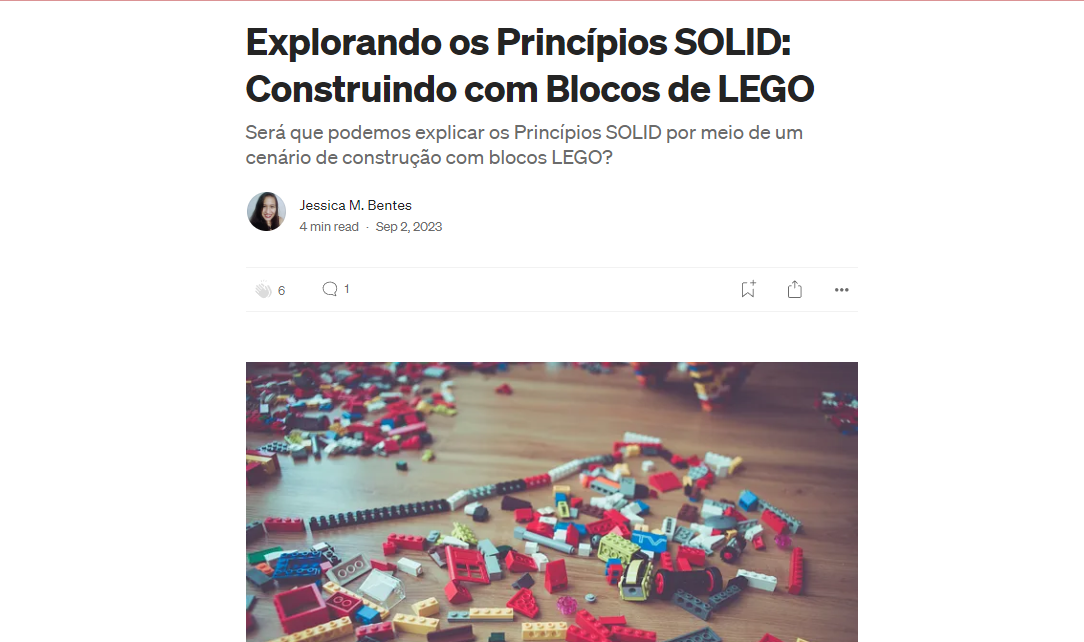 Explorando os Princípios SOLID:
Construindo com Blocos de LEGO
Será que podemos explicar os Princípios SOLID por meio de um
cenário de construção com blocos LEGO?
Jessica M. Bentes
4 min read · Sep 2, 2023
6 1